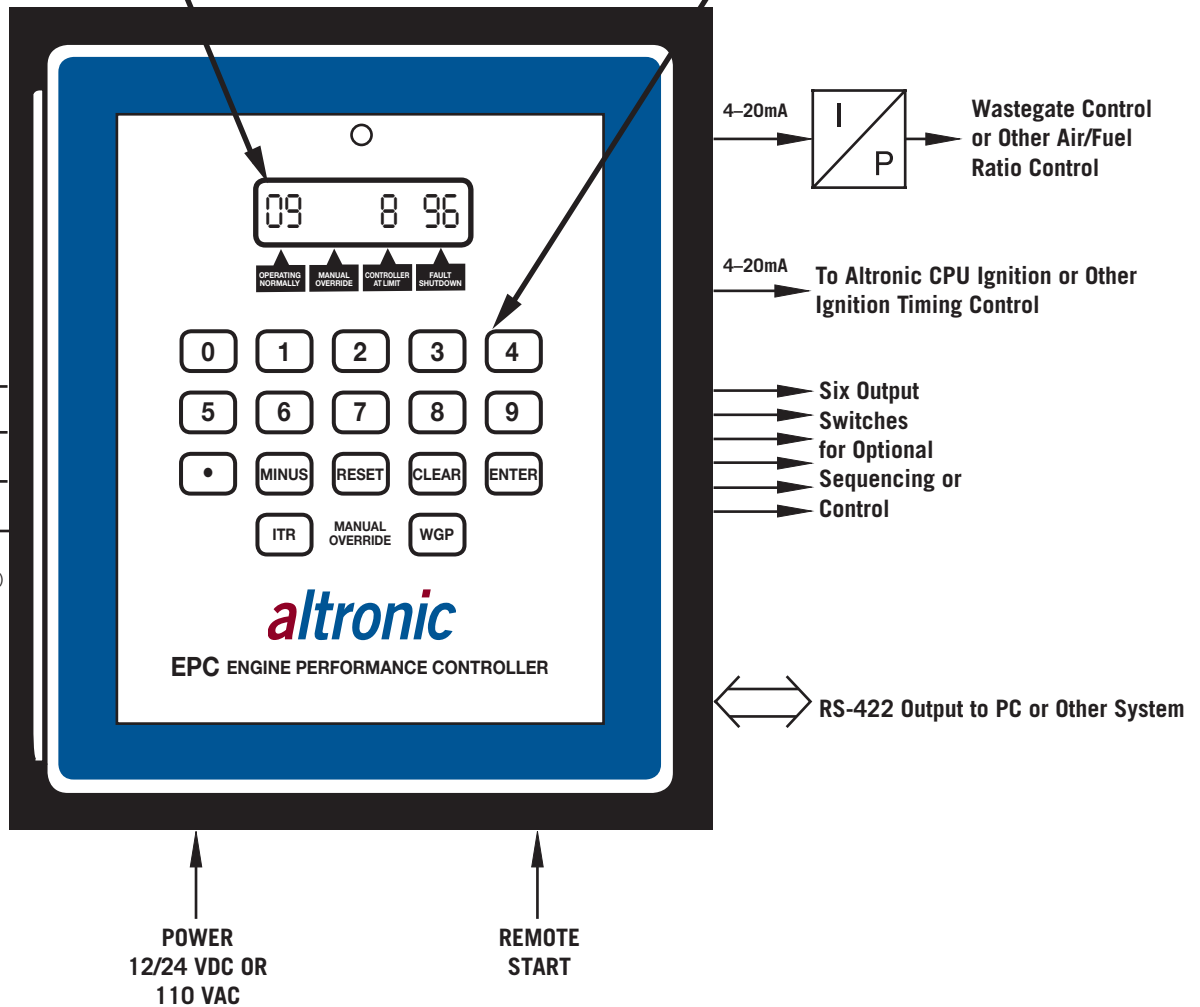 4–20mA
I
P
Wastegate Control
or Other Air/Fuel
Ratio Control
09 8 96
OPERATING
NORMALLY
MANUAL
OVERRIDE
CONTROLLER
AT LIMIT
FAULT
SHUTDOWN
4–20mA
To Altronic CPU Ignition or Other
Ignition Timing Control
0 1 2 3 4
5 6 7 8 9
• MINUS RESET CLEAR ENTER
ITR
MANUAL
OVERRIDE
WGP
Six Output
Switches
for Optional
Sequencing or
Control
altronic
EPC ENGINE PERFORMANCE CONTROLLER
RS-422 Output to PC or Other System
POWER
12/24 VDC OR
110 VAC
REMOTE
START